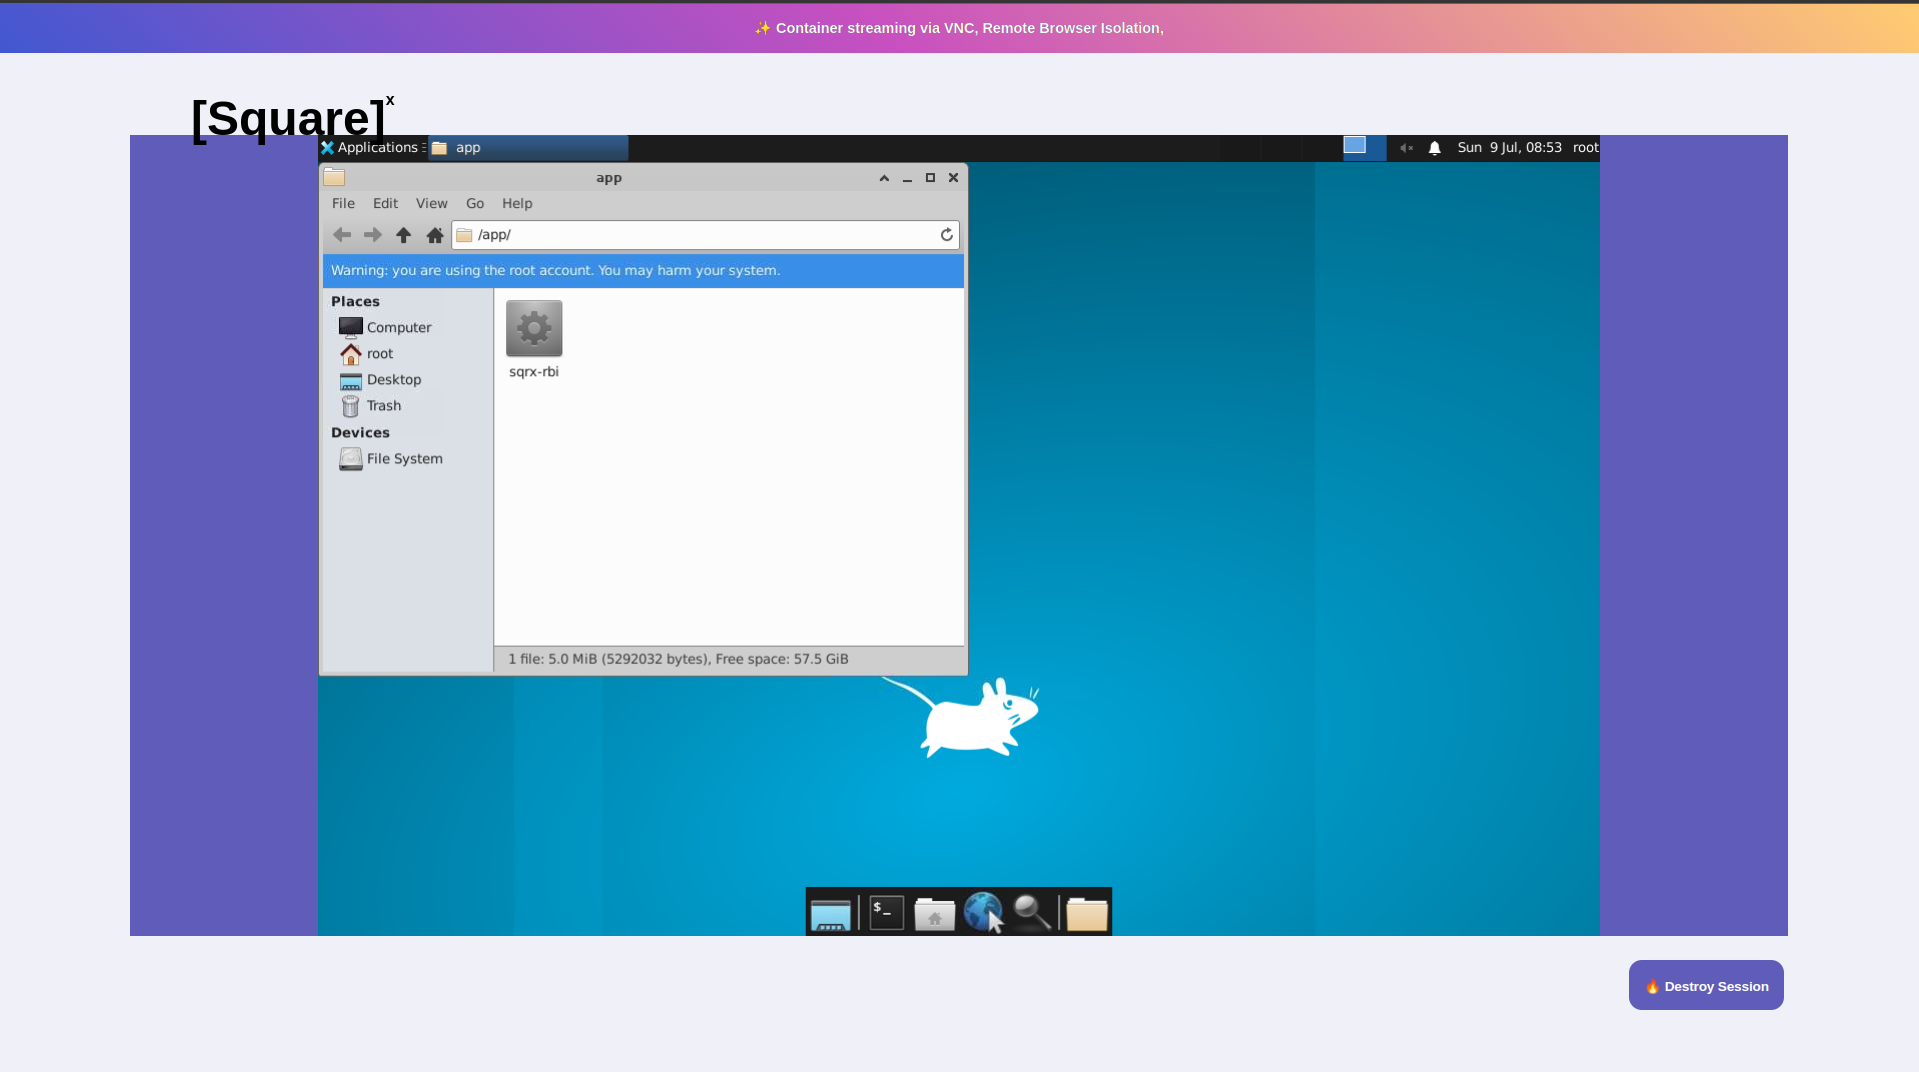 ✨ Container streaming via VNC, Remote Browser Isolation,
[Square]x
Applications
app
Sun 9 Jul, 08:53 root
app
File Edit View Go Help
/app/
Warning: you are using the root account. You may harm your system.
Places
Computer
root
Desktop
Trash
Devices
File System
sqrx-rbi
1 file: 5.0 MiB (5292032 bytes), Free space: 57.5 GiB
$_
🔥 Destroy Session